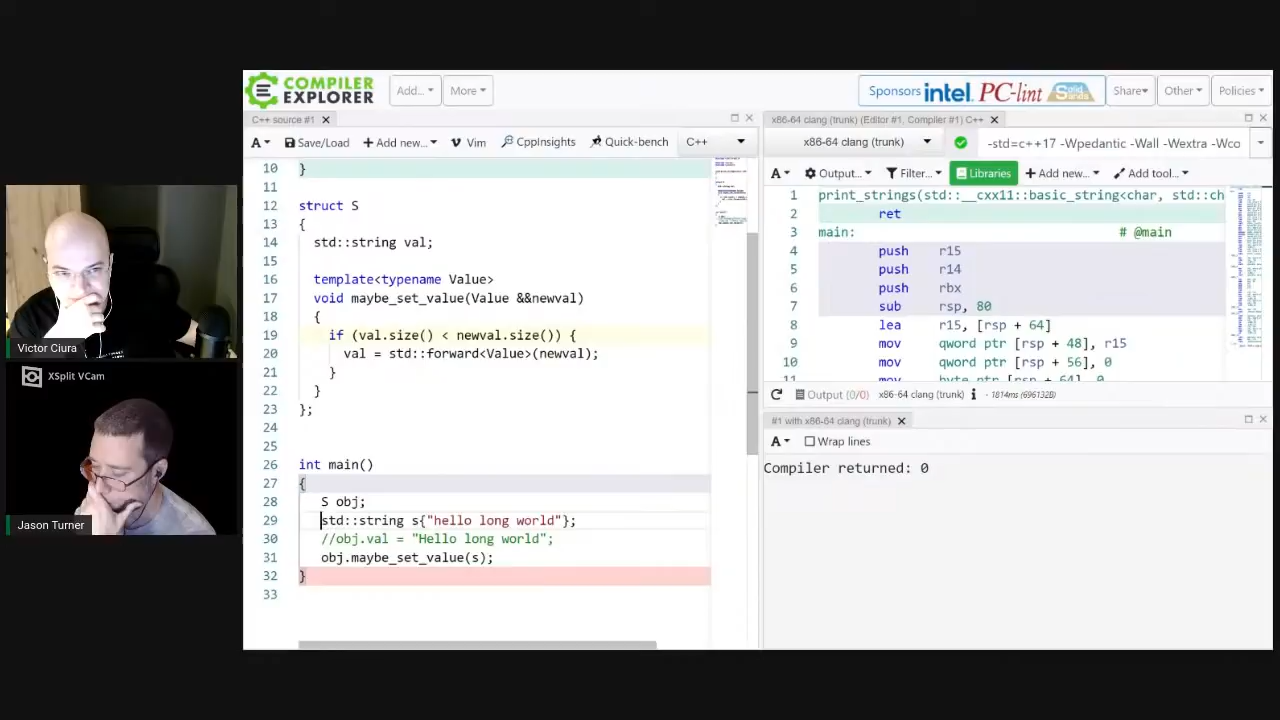 COMPILER
EXPLORER
Add...
More
Sponsors intel. PC-lint Solid Sands
Share
Other
Policies
C++ source #1
A
Save/Load
+ Add new...
Vim
CppInsights
Quick-bench
C++
10 }
11
12 struct S
13 {
14 std::string val;
15
16 template<typename Value>
17 void maybe_set_value(Value &&newval)
18 {
19 if (val.size() < newval.size()) {
20 val = std::forward<Value>(newval);
21 }
22 }
23 };
24
25
26 int main()
27 {
28 S obj;
29 std::string s{"hello long world"};
30 //obj.val = "Hello long world";
31 obj.maybe_set_value(s);
32 }
33
x86-64 clang (trunk) (Editor #1, Compiler #1) C++
x86-64 clang (trunk)
-std=c++17 -Wpedantic -Wall -Wextra -Wco
A
Output...
Filter...
Libraries
+ Add new...
Add tool...
1 print_strings(std::__cxx11::basic_string<char, std::ch
2 ret
3 main: # @main
4 push r15
5 push r14
6 push rbx
7 sub rsp, 80
8 lea r15, [rsp + 64]
9 mov qword ptr [rsp + 48], r15
10 mov qword ptr [rsp + 56], 0
11 mov byte ptr [rsp + 64], 0
Output (0/0) x86-64 clang (trunk) i - 1814ms (696132B)
#1 with x86-64 clang (trunk)
A
Wrap lines
Compiler returned: 0
Victor Ciura
XSplit VCam
Jason Turner